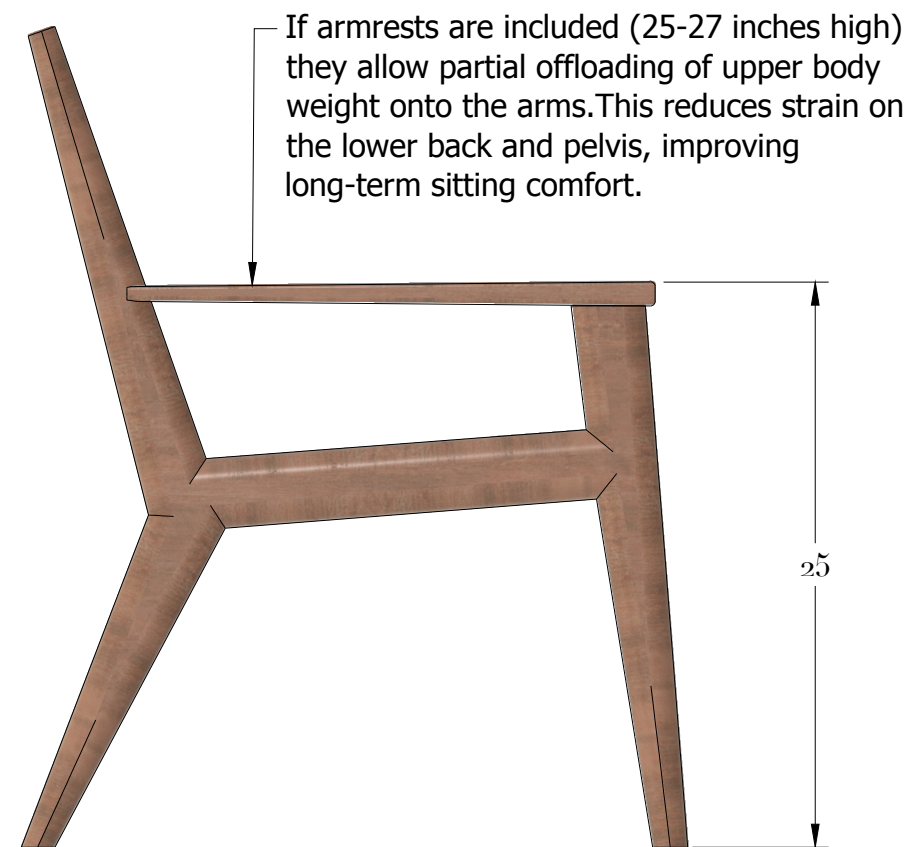 If armrests are included (25-27 inches high)
they allow partial offloading of upper body
weight onto the arms.This reduces strain on
the lower back and pelvis, improving
long-term sitting comfort.
25